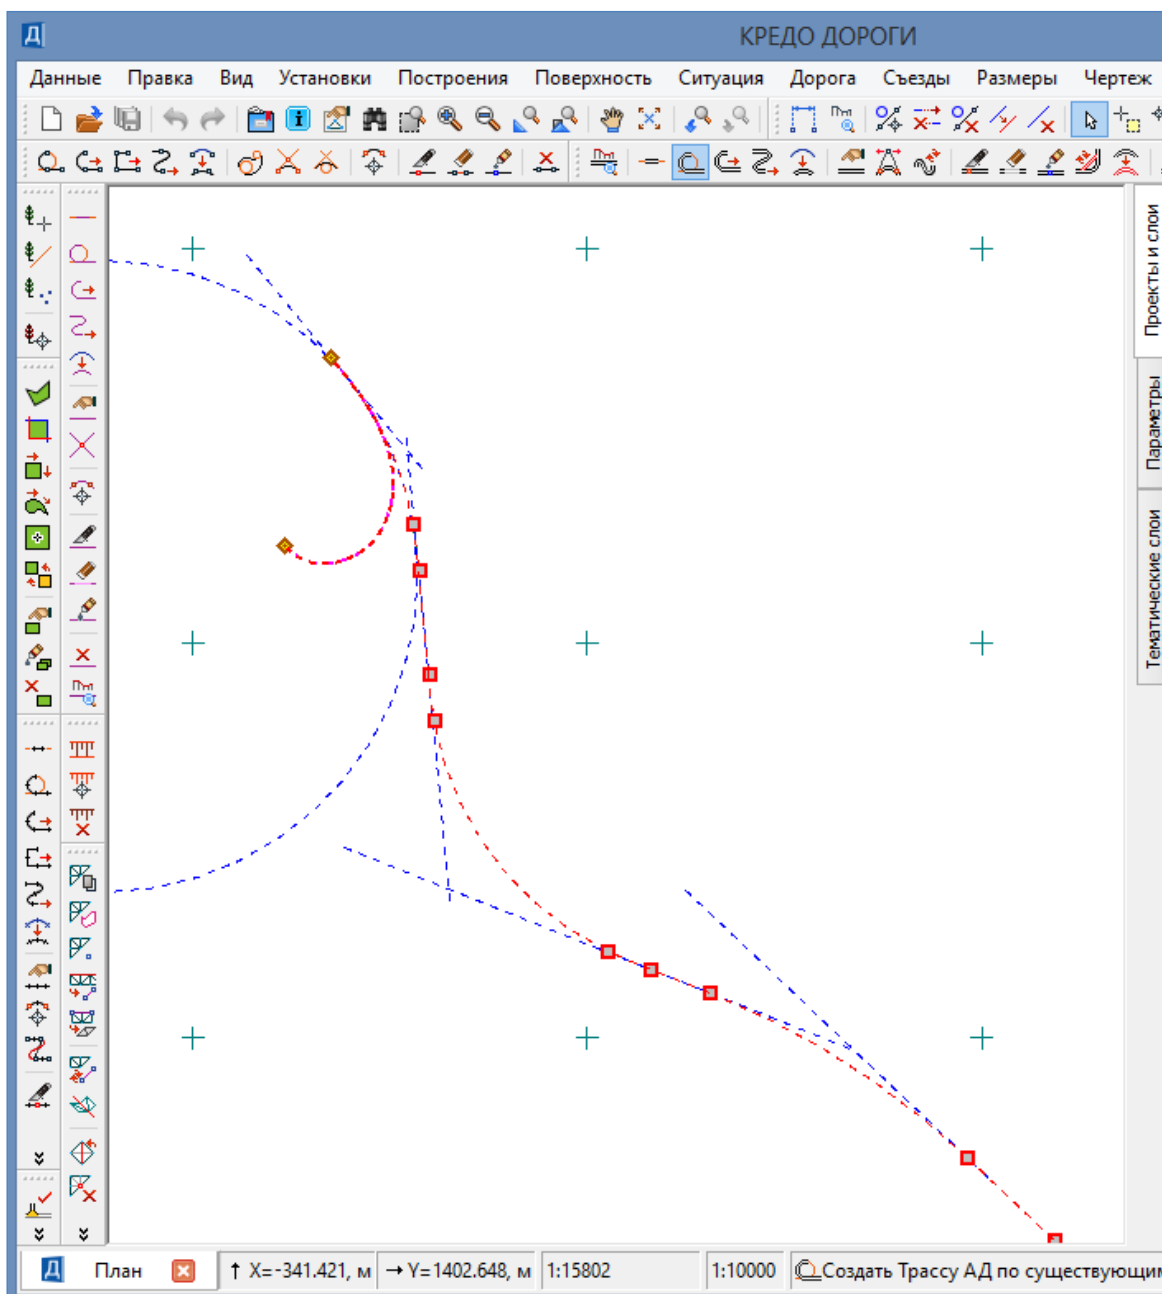 Д
КРЕДО ДОРОГИ
Данные Правка Вид Установки Построения Поверхность Ситуация Дорога Съезды Размеры Чертеж
Проекты и слои
Параметры
Тематические слои
Д План ↑ X=-341.421, м → Y=1402.648, м 1:15802 1:10000 Создать Трассу АД по существующим